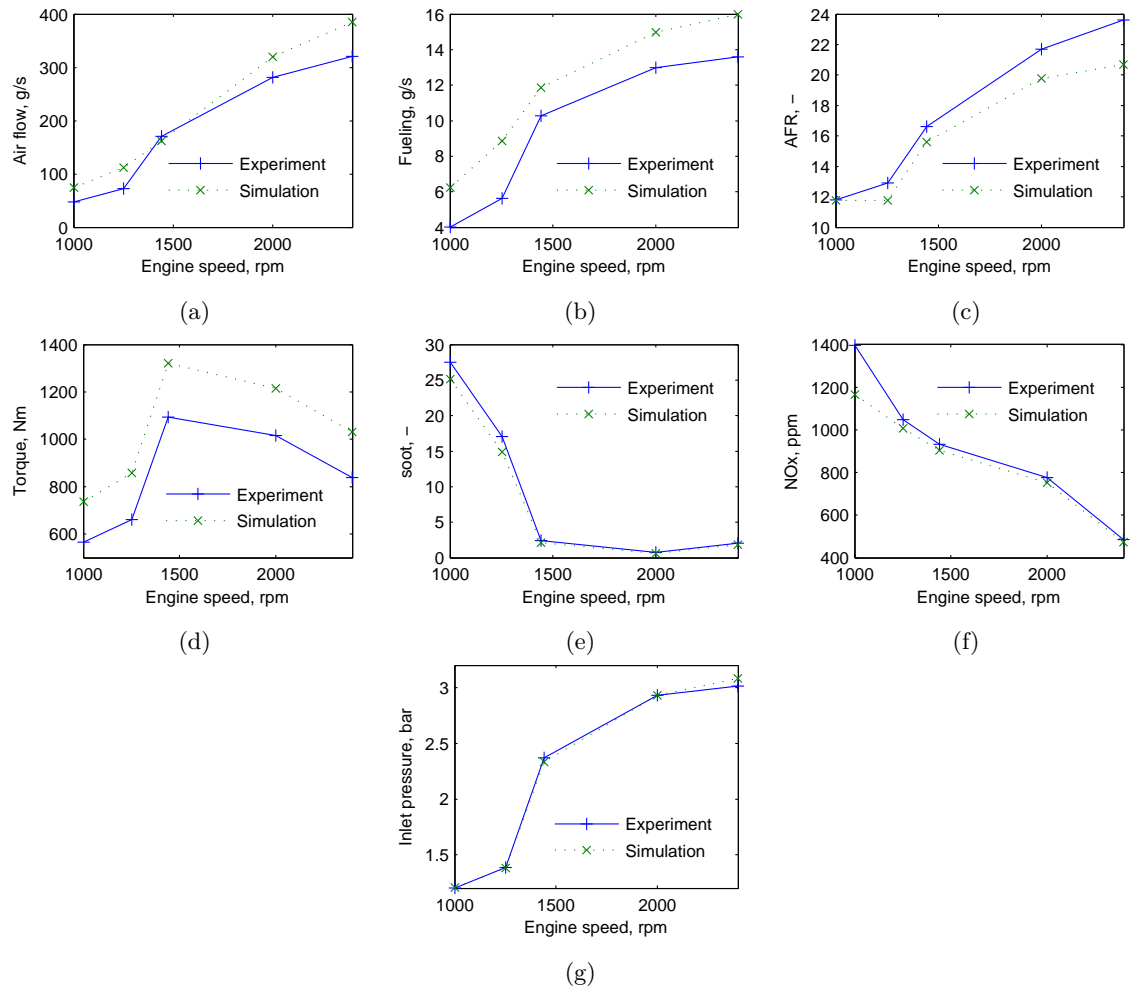 400
300
200
100
0
1000
1500
2000
Air flow, g/s
Engine speed, rpm
Experiment
Simulation
(a)
16
14
12
10
8
6
4
1000
1500
2000
Fueling, g/s
Engine speed, rpm
Experiment
Simulation
(b)
24
22
20
18
16
14
12
10
1000
1500
2000
AFR, –
Engine speed, rpm
Experiment
Simulation
(c)
1400
1200
1000
800
600
1000
1500
2000
Torque, Nm
Engine speed, rpm
Experiment
Simulation
(d)
30
25
20
15
10
5
0
1000
1500
2000
soot, –
Engine speed, rpm
Experiment
Simulation
(e)
1400
1200
1000
800
600
400
1000
1500
2000
NOx, ppm
Engine speed, rpm
Experiment
Simulation
(f)
3
2.5
2
1.5
1000
1500
2000
Inlet pressure, bar
Engine speed, rpm
Experiment
Simulation
(g)